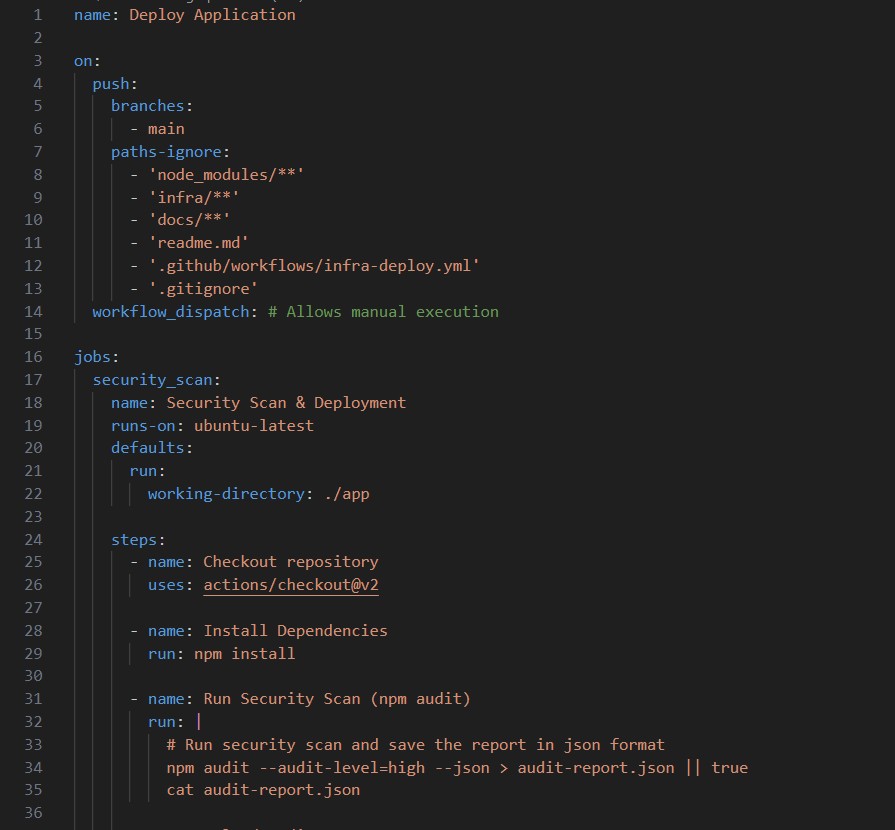 1 name: Deploy Application
2
3 on:
4   push:
5     branches:
6       - main
7     paths-ignore:
8       - 'node_modules/**'
9       - 'infra/**'
10       - 'docs/**'
11       - 'readme.md'
12       - '.github/workflows/infra-deploy.yml'
13       - '.gitignore'
14   workflow_dispatch: # Allows manual execution
15
16 jobs:
17   security_scan:
18     name: Security Scan & Deployment
19     runs-on: ubuntu-latest
20     defaults:
21       run:
22         working-directory: ./app
23
24     steps:
25       - name: Checkout repository
26         uses: actions/checkout@v2
27
28       - name: Install Dependencies
29         run: npm install
30
31       - name: Run Security Scan (npm audit)
32         run: |
33           # Run security scan and save the report in json format
34           npm audit --audit-level=high --json > audit-report.json || true
35           cat audit-report.json
36